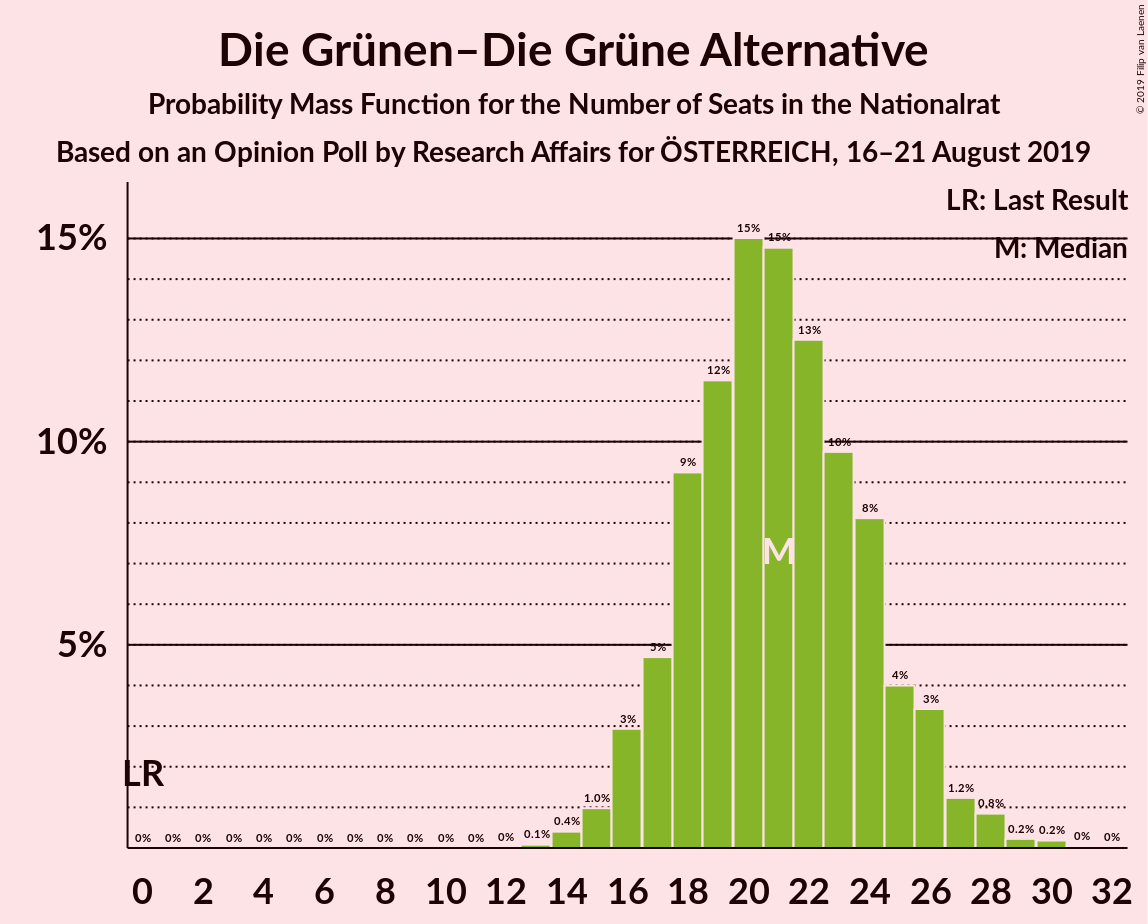 Die Grünen–Die Grüne Alternative
Probability Mass Function for the Number of Seats in the Nationalrat
Based on an Opinion Poll by Research Affairs for ÖSTERREICH, 16–21 August 2019
© 2019 Filip van Laenen
LR: Last Result
M: Median
15%
10%
5%
LR
M
0% 0% 0% 0% 0% 0% 0% 0% 0% 0% 0% 0% 0% 0.1% 0.4% 1.0% 3% 5% 9% 12% 15% 15% 13% 10% 8% 4% 3% 1.2% 0.8% 0.2% 0.2% 0% 0%
0 2 4 6 8 10 12 14 16 18 20 22 24 26 28 30 32